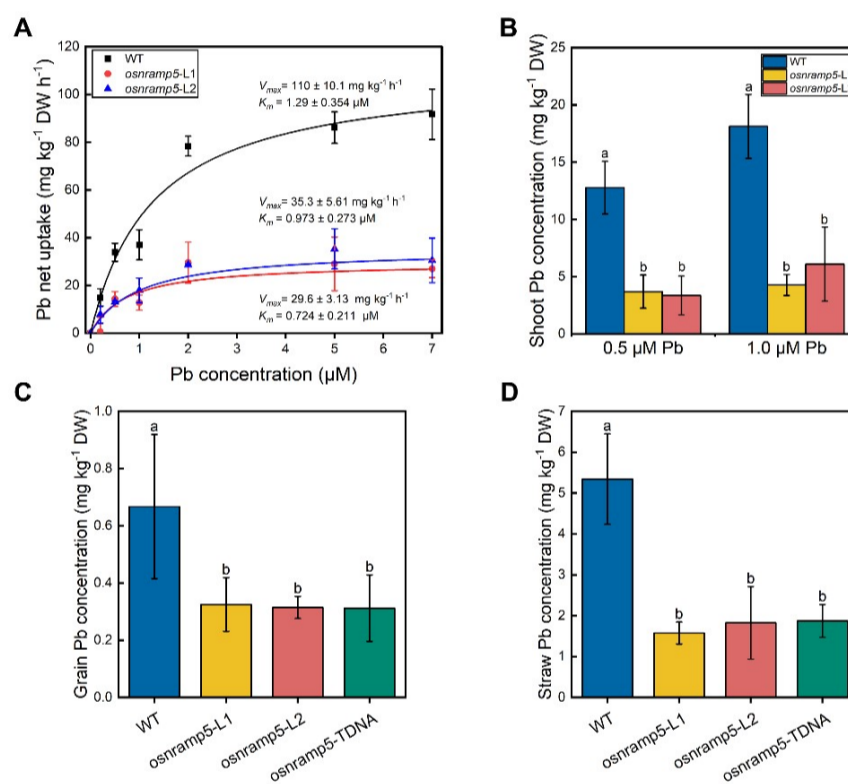 A
Pb net uptake (mg kg⁻¹ DW h⁻¹)
120
100
80
60
40
20
0
WT
osnramp5-L1
osnramp5-L2
Vmax= 110 ± 10.1 mg kg⁻¹ h⁻¹
Km = 1.29 ± 0.354 µM
Vmax= 35.3 ± 5.61 mg kg⁻¹ h⁻¹
Km = 0.973 ± 0.273 µM
Vmax= 29.6 ± 3.13 mg kg⁻¹ h⁻¹
Km = 0.724 ± 0.211 µM
0 1 2 3 4 5 6 7
Pb concentration (µM)
B
Shoot Pb concentration (mg kg⁻¹ DW)
25
20
15
10
5
0
WT
osnramp5-L
osnramp5-L
a
b
b
a
b
b
0.5 µM Pb
1.0 µM Pb
C
Grain Pb concentration (mg kg⁻¹ DW)
1.0
0.8
0.6
0.4
0.2
0.0
a
b
b
b
WT
osnramp5-L1
osnramp5-L2
osnramp5-TDNA
D
Straw Pb concentration (mg kg⁻¹ DW)
7
6
5
4
3
2
1
0
a
b
b
b
WT
osnramp5-L1
osnramp5-L2
osnramp5-TDNA